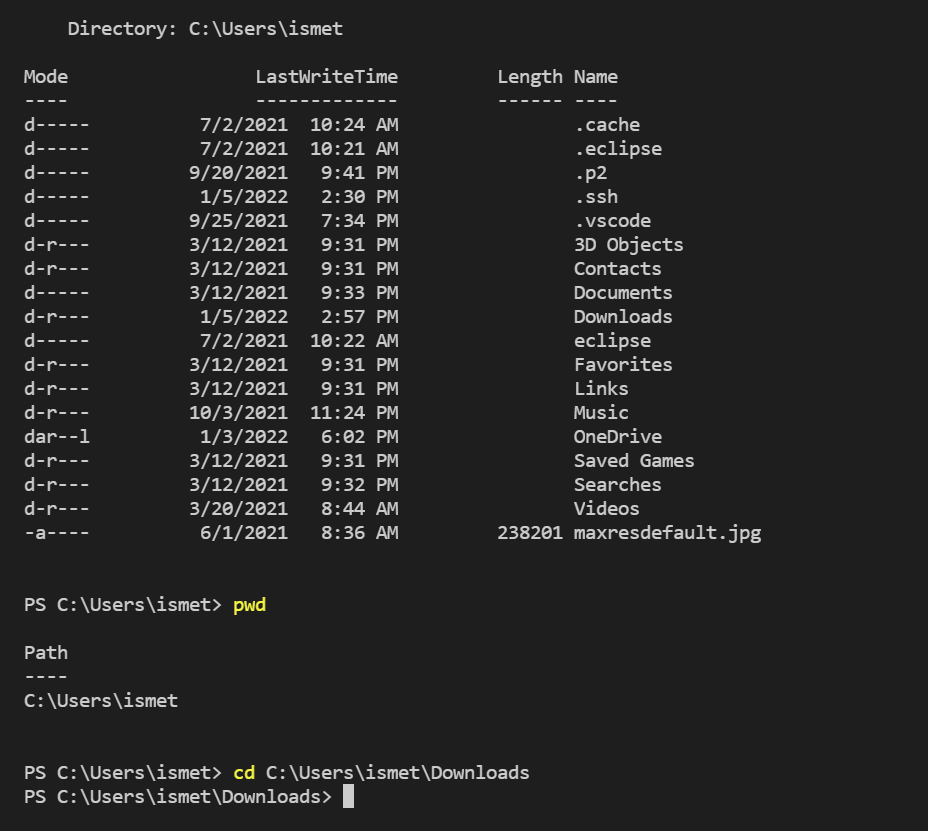 Directory: C:\Users\ismet
Mode                 LastWriteTime         Length Name
----                 -------------         ------ ----
d-----          7/2/2021  10:24 AM                .cache
d-----          7/2/2021  10:21 AM                .eclipse
d-----         9/20/2021   9:41 PM                .p2
d-----          1/5/2022   2:30 PM                .ssh
d-----         9/25/2021   7:34 PM                .vscode
d-r---         3/12/2021   9:31 PM                3D Objects
d-r---         3/12/2021   9:31 PM                Contacts
d-----         3/12/2021   9:33 PM                Documents
d-r---          1/5/2022   2:57 PM                Downloads
d-----          7/2/2021  10:22 AM                eclipse
d-r---         3/12/2021   9:31 PM                Favorites
d-r---         3/12/2021   9:31 PM                Links
d-r---         10/3/2021  11:24 PM                Music
dar--l          1/3/2022   6:02 PM                OneDrive
d-r---         3/12/2021   9:31 PM                Saved Games
d-r---         3/12/2021   9:32 PM                Searches
d-r---         3/20/2021   8:44 AM                Videos
-a----          6/1/2021   8:36 AM         238201 maxresdefault.jpg
PS C:\Users\ismet> pwd
Path
----
C:\Users\ismet
PS C:\Users\ismet> cd C:\Users\ismet\Downloads
PS C:\Users\ismet\Downloads>